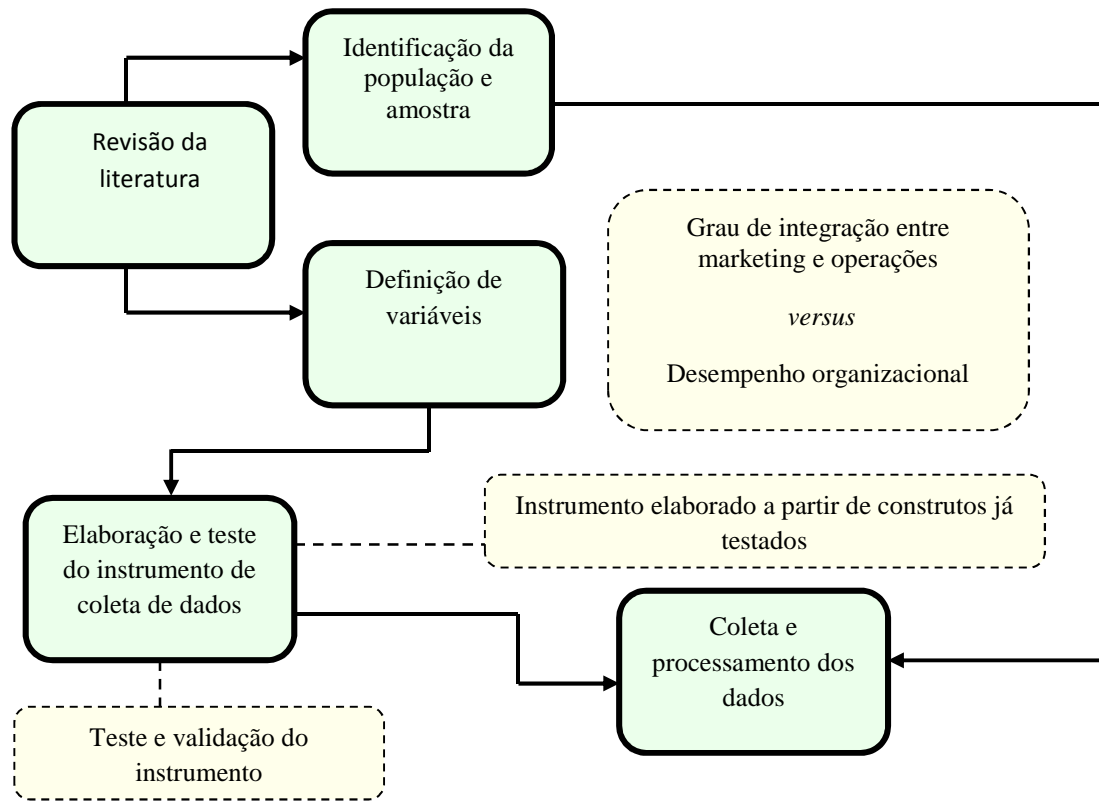 Identificação da
população e
amostra
Revisão da
literatura
Grau de integração entre
marketing e operações
versus
Desempenho organizacional
Definição de
variáveis
Instrumento elaborado a partir de construtos já
testados
Elaboração e teste
do instrumento de
coleta de dados
Coleta e
processamento dos
dados
Teste e validação do
instrumento